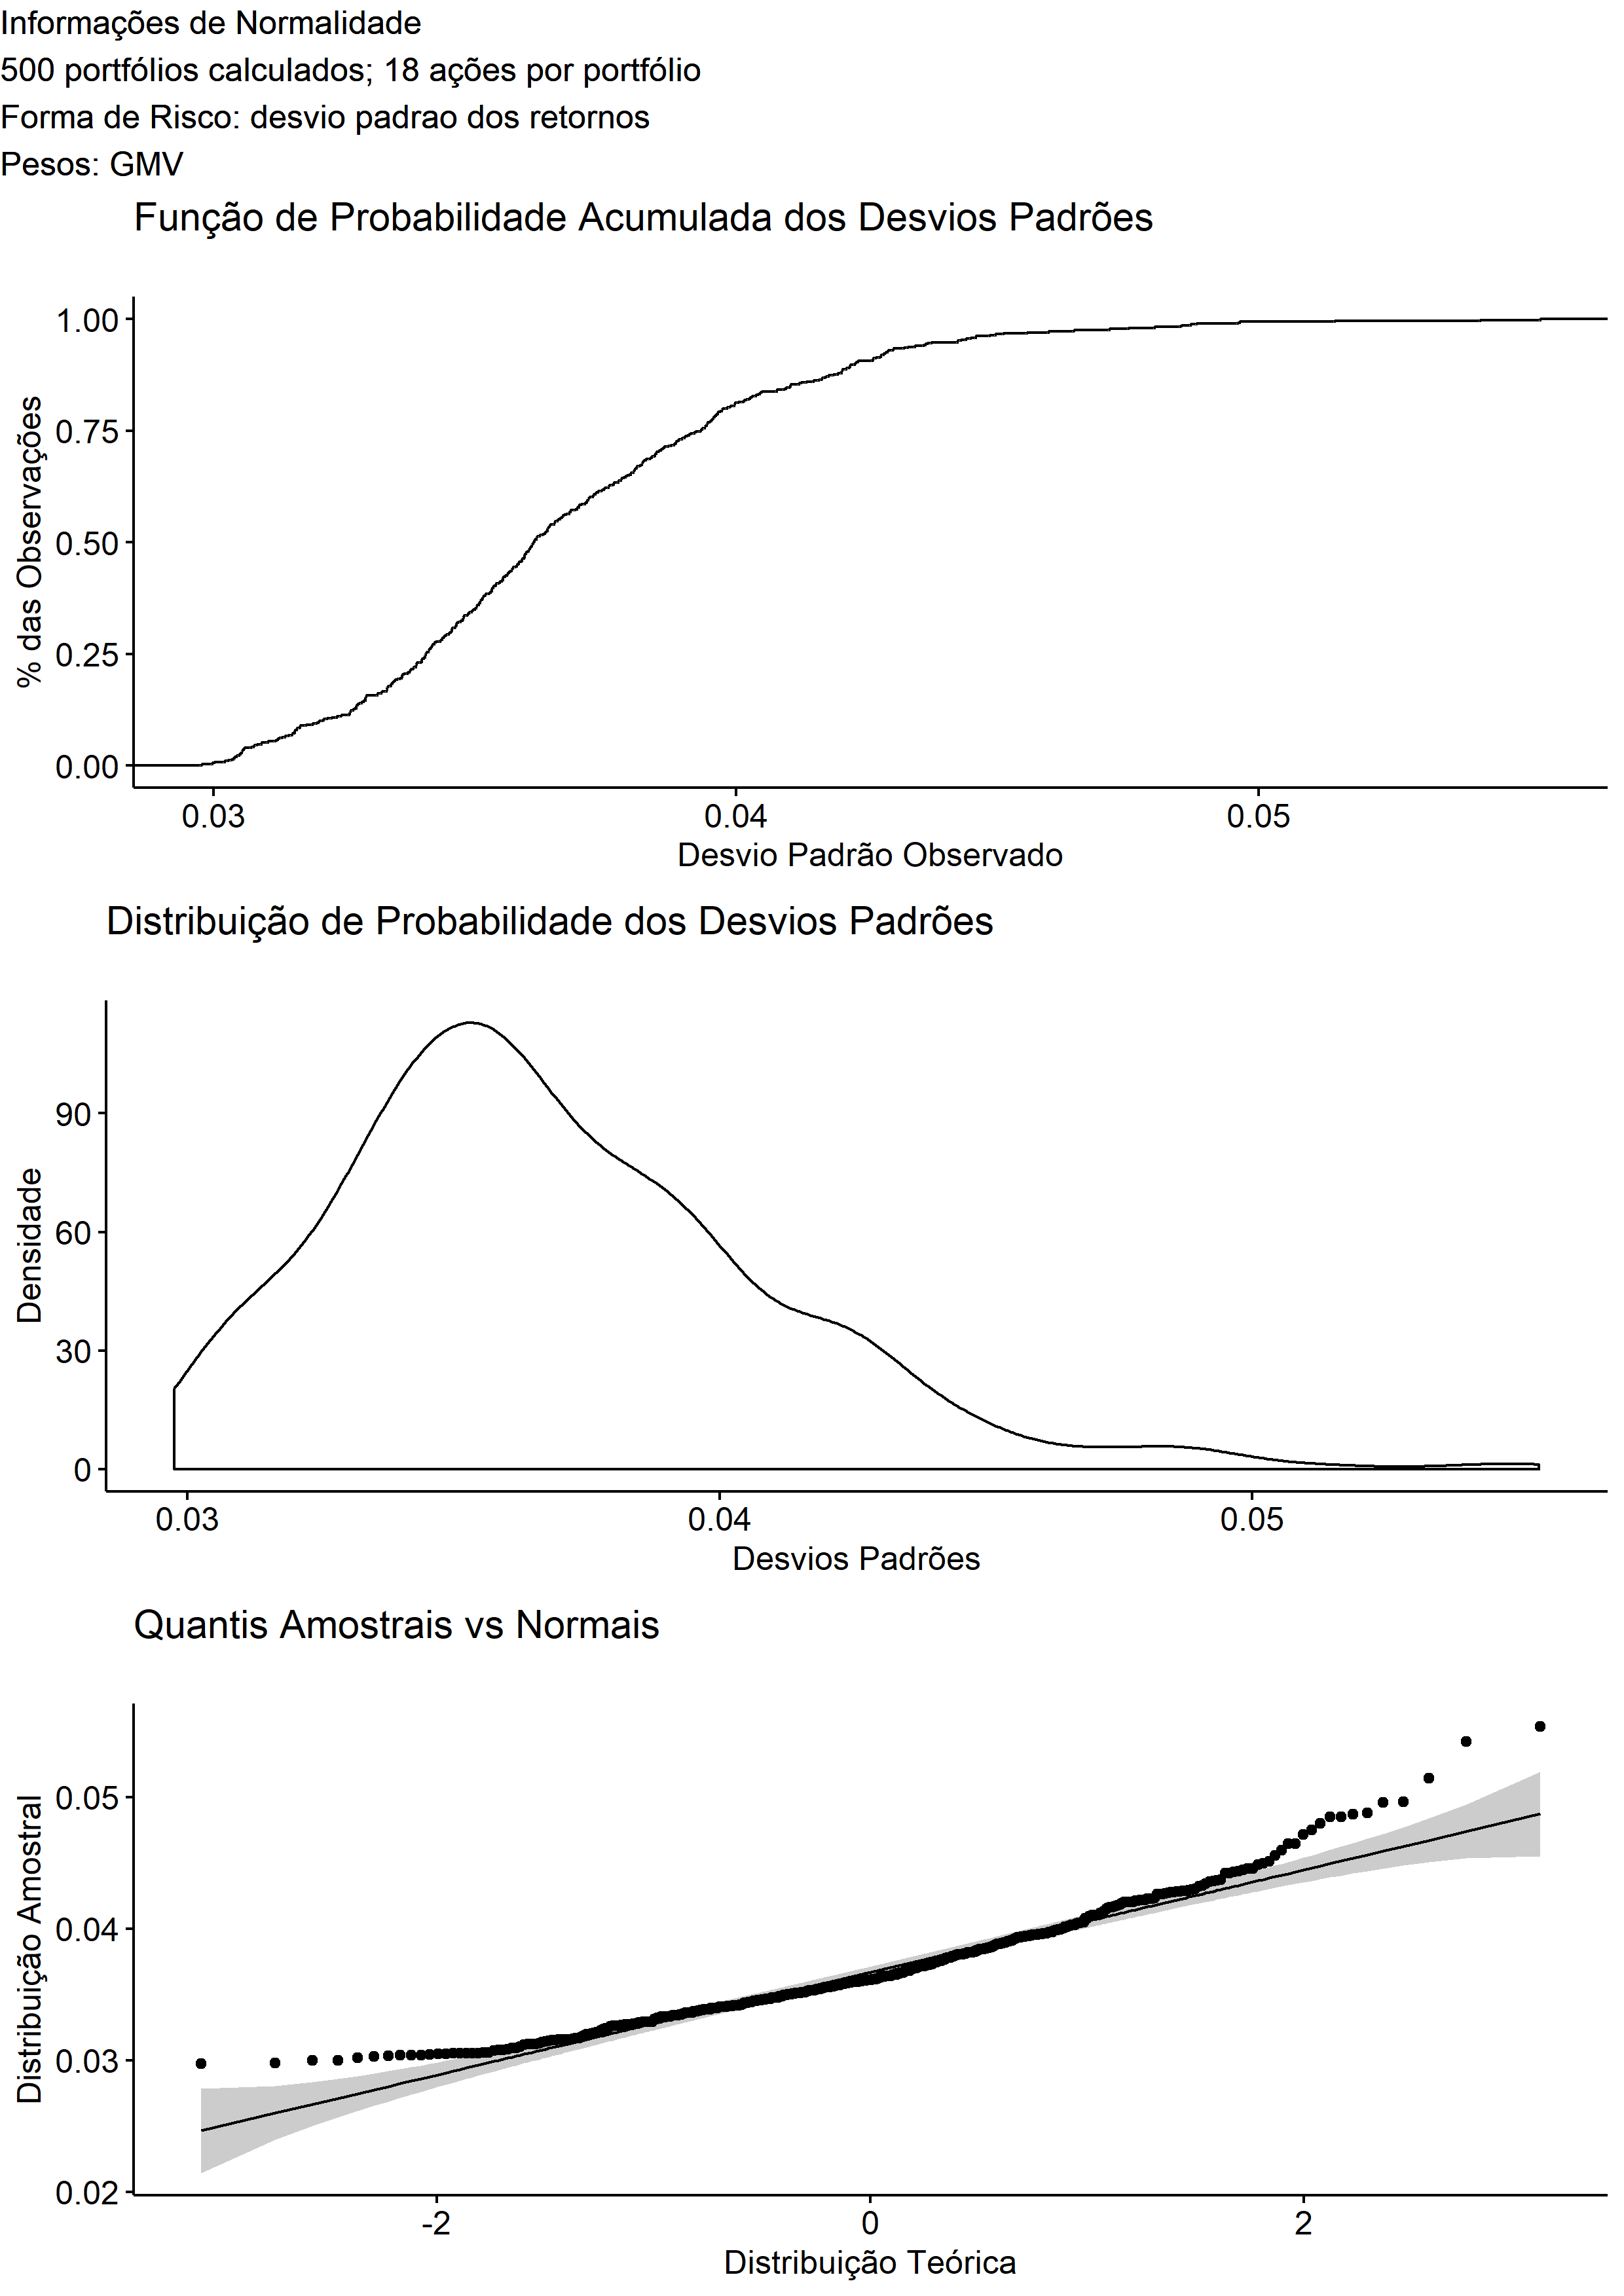 Informações de Normalidade
500 portfólios calculados; 18 ações por portfólio
Forma de Risco: desvio padrao dos retornos
Pesos: GMV
Função de Probabilidade Acumulada dos Desvios Padrões
1.00
0.75
0.50
0.25
0.00
% das Observações
0.03 0.04 0.05
Desvio Padrão Observado
Distribuição de Probabilidade dos Desvios Padrões
90
60
30
0
Densidade
0.03 0.04 0.05
Desvios Padrões
Quantis Amostrais vs Normais
0.05
0.04
0.03
0.02
Distribuição Amostral
-2 0 2
Distribuição Teórica